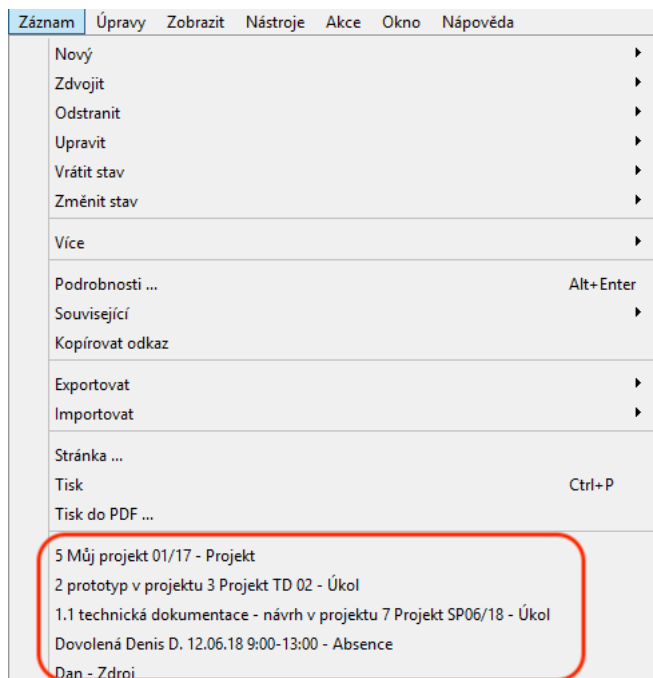 Záznam Úpravy Zobrazit Nástroje Akce Okno Nápověda
Nový
Zdvojit
Odstranit
Upravit
Vrátit stav
Změnit stav
Více
Podrobnosti ... Alt+Enter
Související
Kopírovat odkaz
Exportovat
Importovat
Stránka ...
Tisk Ctrl+P
Tisk do PDF ...
5 Můj projekt 01/17 - Projekt
2 prototyp v projektu 3 Projekt TD 02 - Úkol
1.1 technická dokumentace - návrh v projektu 7 Projekt SP06/18 - Úkol
Dovolená Denis D. 12.06.18 9:00-13:00 - Absence
Dan - Zdroj